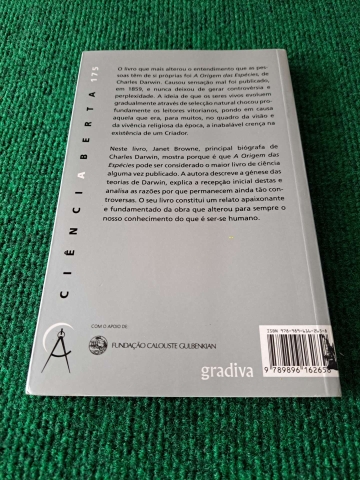 O livro que mais alterou o entendimento que as pes-
soas têm de si próprias foi A Origem das Espécies, de
Charles Darwin. Causou sensação mal foi publicado,
em 1859, e nunca deixou de gerar controvérsia e
perplexidade. A ideia de que os seres vivos evoluem
gradualmente através de selecção natural chocou pro-
fundamente os leitores vitorianos, pondo em causa
aquela que era, para muitos, no quadro da visão e
da vivência religiosa da época, a inabalável crença na
existência de um Criador.
Neste livro, Janet Browne, principal biógrafa de
Charles Darwin, mostra porque é que A Origem das
Espécies pode ser considerado o maior livro de ciência
alguma vez publicado. A autora descreve a génese das
teorias de Darwin, explica a recepção inicial destas e
analisa as razões por que permanecem ainda tão con-
troversas. O seu livro constitui um relato apaixonante
e fundamentado da obra que alterou para sempre o
nosso conhecimento do que é ser-se humano.
CIÊNCIA ABERTA 175
COM O APOIO DE
FUNDAÇÃO CALOUSTE GULBENKIAN
gradiva
9 789896 162658